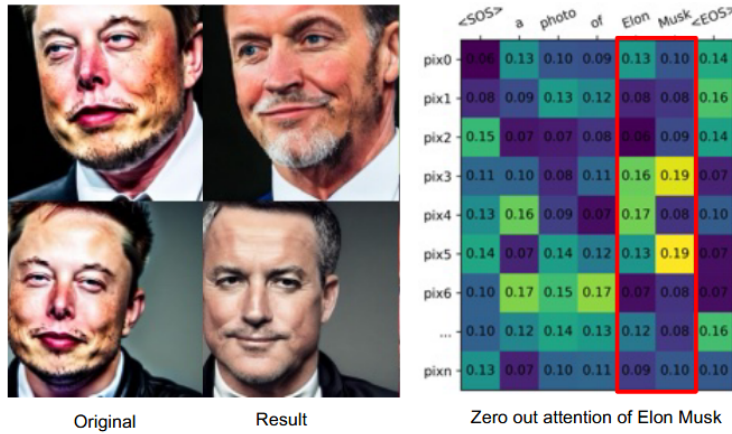 <SOS> a photo of Elon Musk <EOS>
pix0 0.06 0.13 0.10 0.09 0.13 0.10 0.14
pix1 0.08 0.09 0.13 0.12 0.08 0.08 0.16
pix2 0.15 0.07 0.07 0.08 0.06 0.09 0.14
pix3 0.11 0.10 0.08 0.11 0.16 0.19 0.07
pix4 0.13 0.16 0.09 0.07 0.17 0.08 0.10
pix5 0.14 0.07 0.14 0.12 0.13 0.19 0.07
pix6 0.10 0.17 0.15 0.17 0.07 0.08 0.07
... 0.10 0.12 0.14 0.13 0.12 0.08 0.16
pixn 0.13 0.07 0.10 0.11 0.09 0.10 0.10
Original Result Zero out attention of Elon Musk